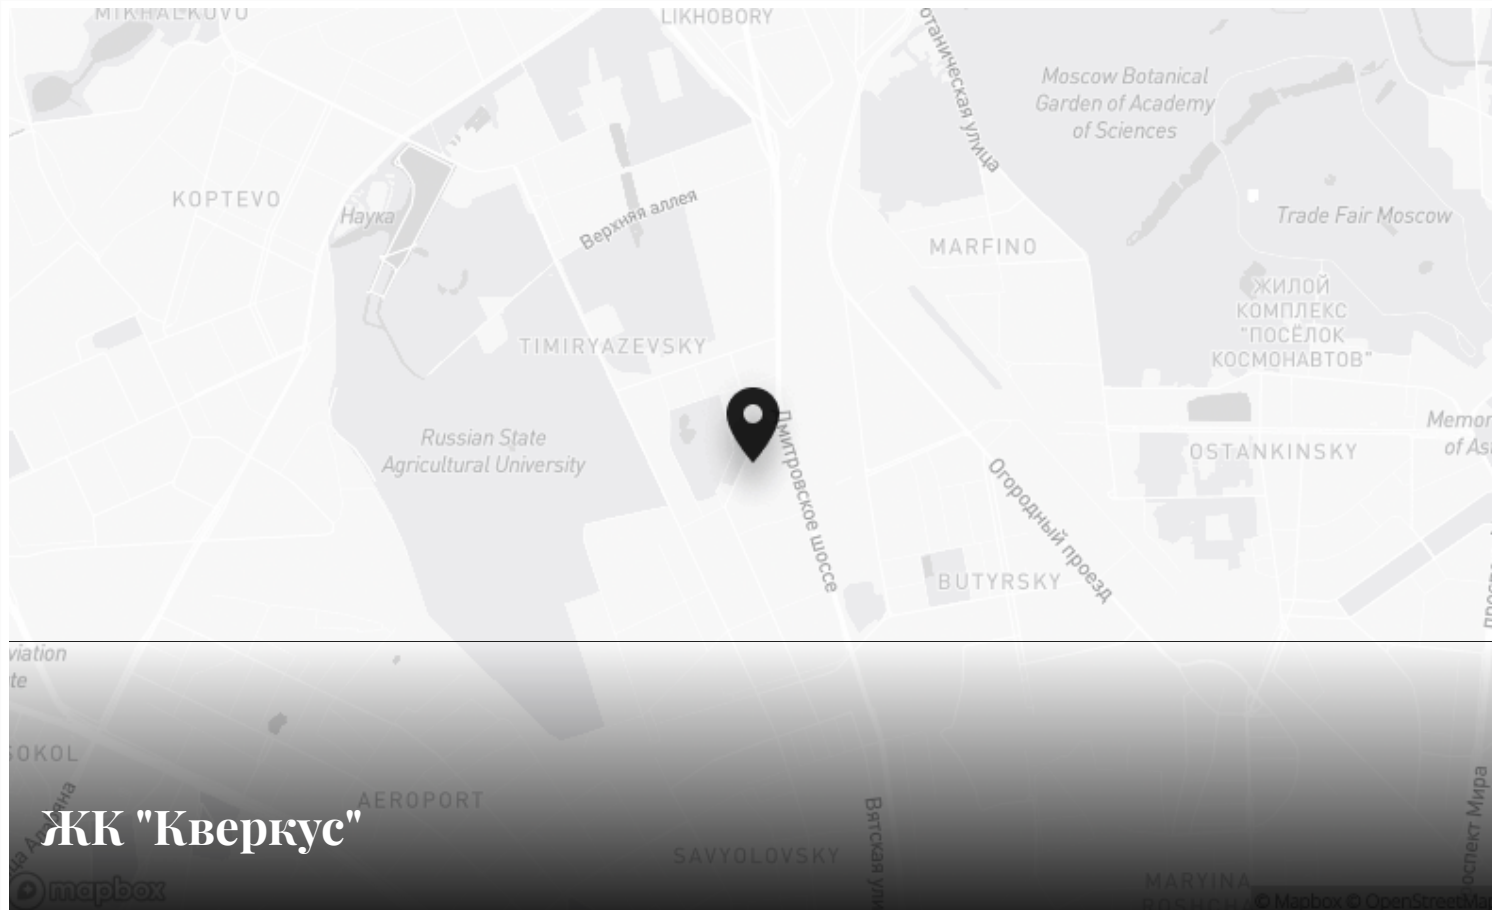 MIKHALKOVO
LIKHOBORY
Moscow Botanical
Garden of Academy
of Sciences
ботаническая улица
KOPTEVO
Наука
Верхняя аллея
Trade Fair Moscow
MARFINO
ЖИЛОЙ
КОМПЛЕКС
"ПОСЁЛОК
КОСМОНАВТОВ"
TIMIRYAZEVSKY
Дмитровское шоссе
Russian State
Agricultural University
OSTANKINSKY
Огородный проезд
BUTYRSKY
AEROPORT
ЖК "Кверкус"
Вятская
SAVYOLOVSKY
Мира
MARYINA
mapbox
© Mapbox © OpenStreetMap